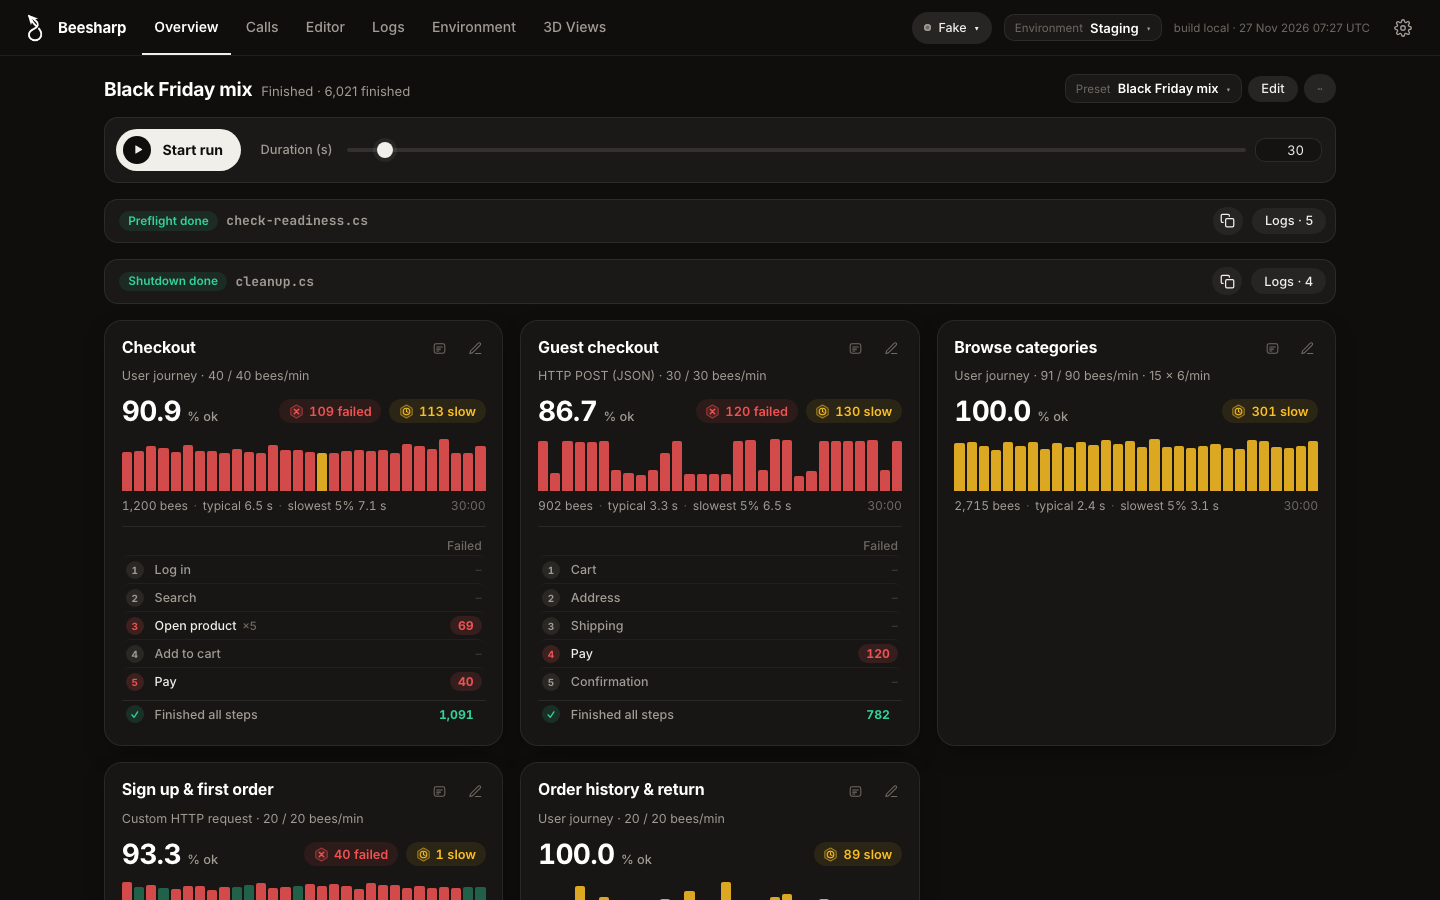 Beesharp Overview Calls Editor Logs Environment 3D Views Fake Environment Staging build local · 27 Nov 2026 07:27 UTC
Black Friday mix Finished · 6,021 finished Preset Black Friday mix Edit
Start run Duration (s) 30
Preflight done check-readiness.cs Logs · 5
Shutdown done cleanup.cs Logs · 4
Checkout
User journey · 40 / 40 bees/min
90.9 % ok 109 failed 113 slow
1,200 bees · typical 6.5 s · slowest 5% 7.1 s 30:00
Failed
1 Log in –
2 Search –
3 Open product ×5 69
4 Add to cart –
5 Pay 40
Finished all steps 1,091
Guest checkout
HTTP POST (JSON) · 30 / 30 bees/min
86.7 % ok 120 failed 130 slow
902 bees · typical 3.3 s · slowest 5% 6.5 s 30:00
Failed
1 Cart –
2 Address –
3 Shipping –
4 Pay 120
5 Confirmation –
Finished all steps 782
Browse categories
User journey · 91 / 90 bees/min · 15 × 6/min
100.0 % ok 301 slow
2,715 bees · typical 2.4 s · slowest 5% 3.1 s 30:00
Sign up & first order
Custom HTTP request · 20 / 20 bees/min
93.3 % ok 40 failed 1 slow
Order history & return
User journey · 20 / 20 bees/min
100.0 % ok 89 slow